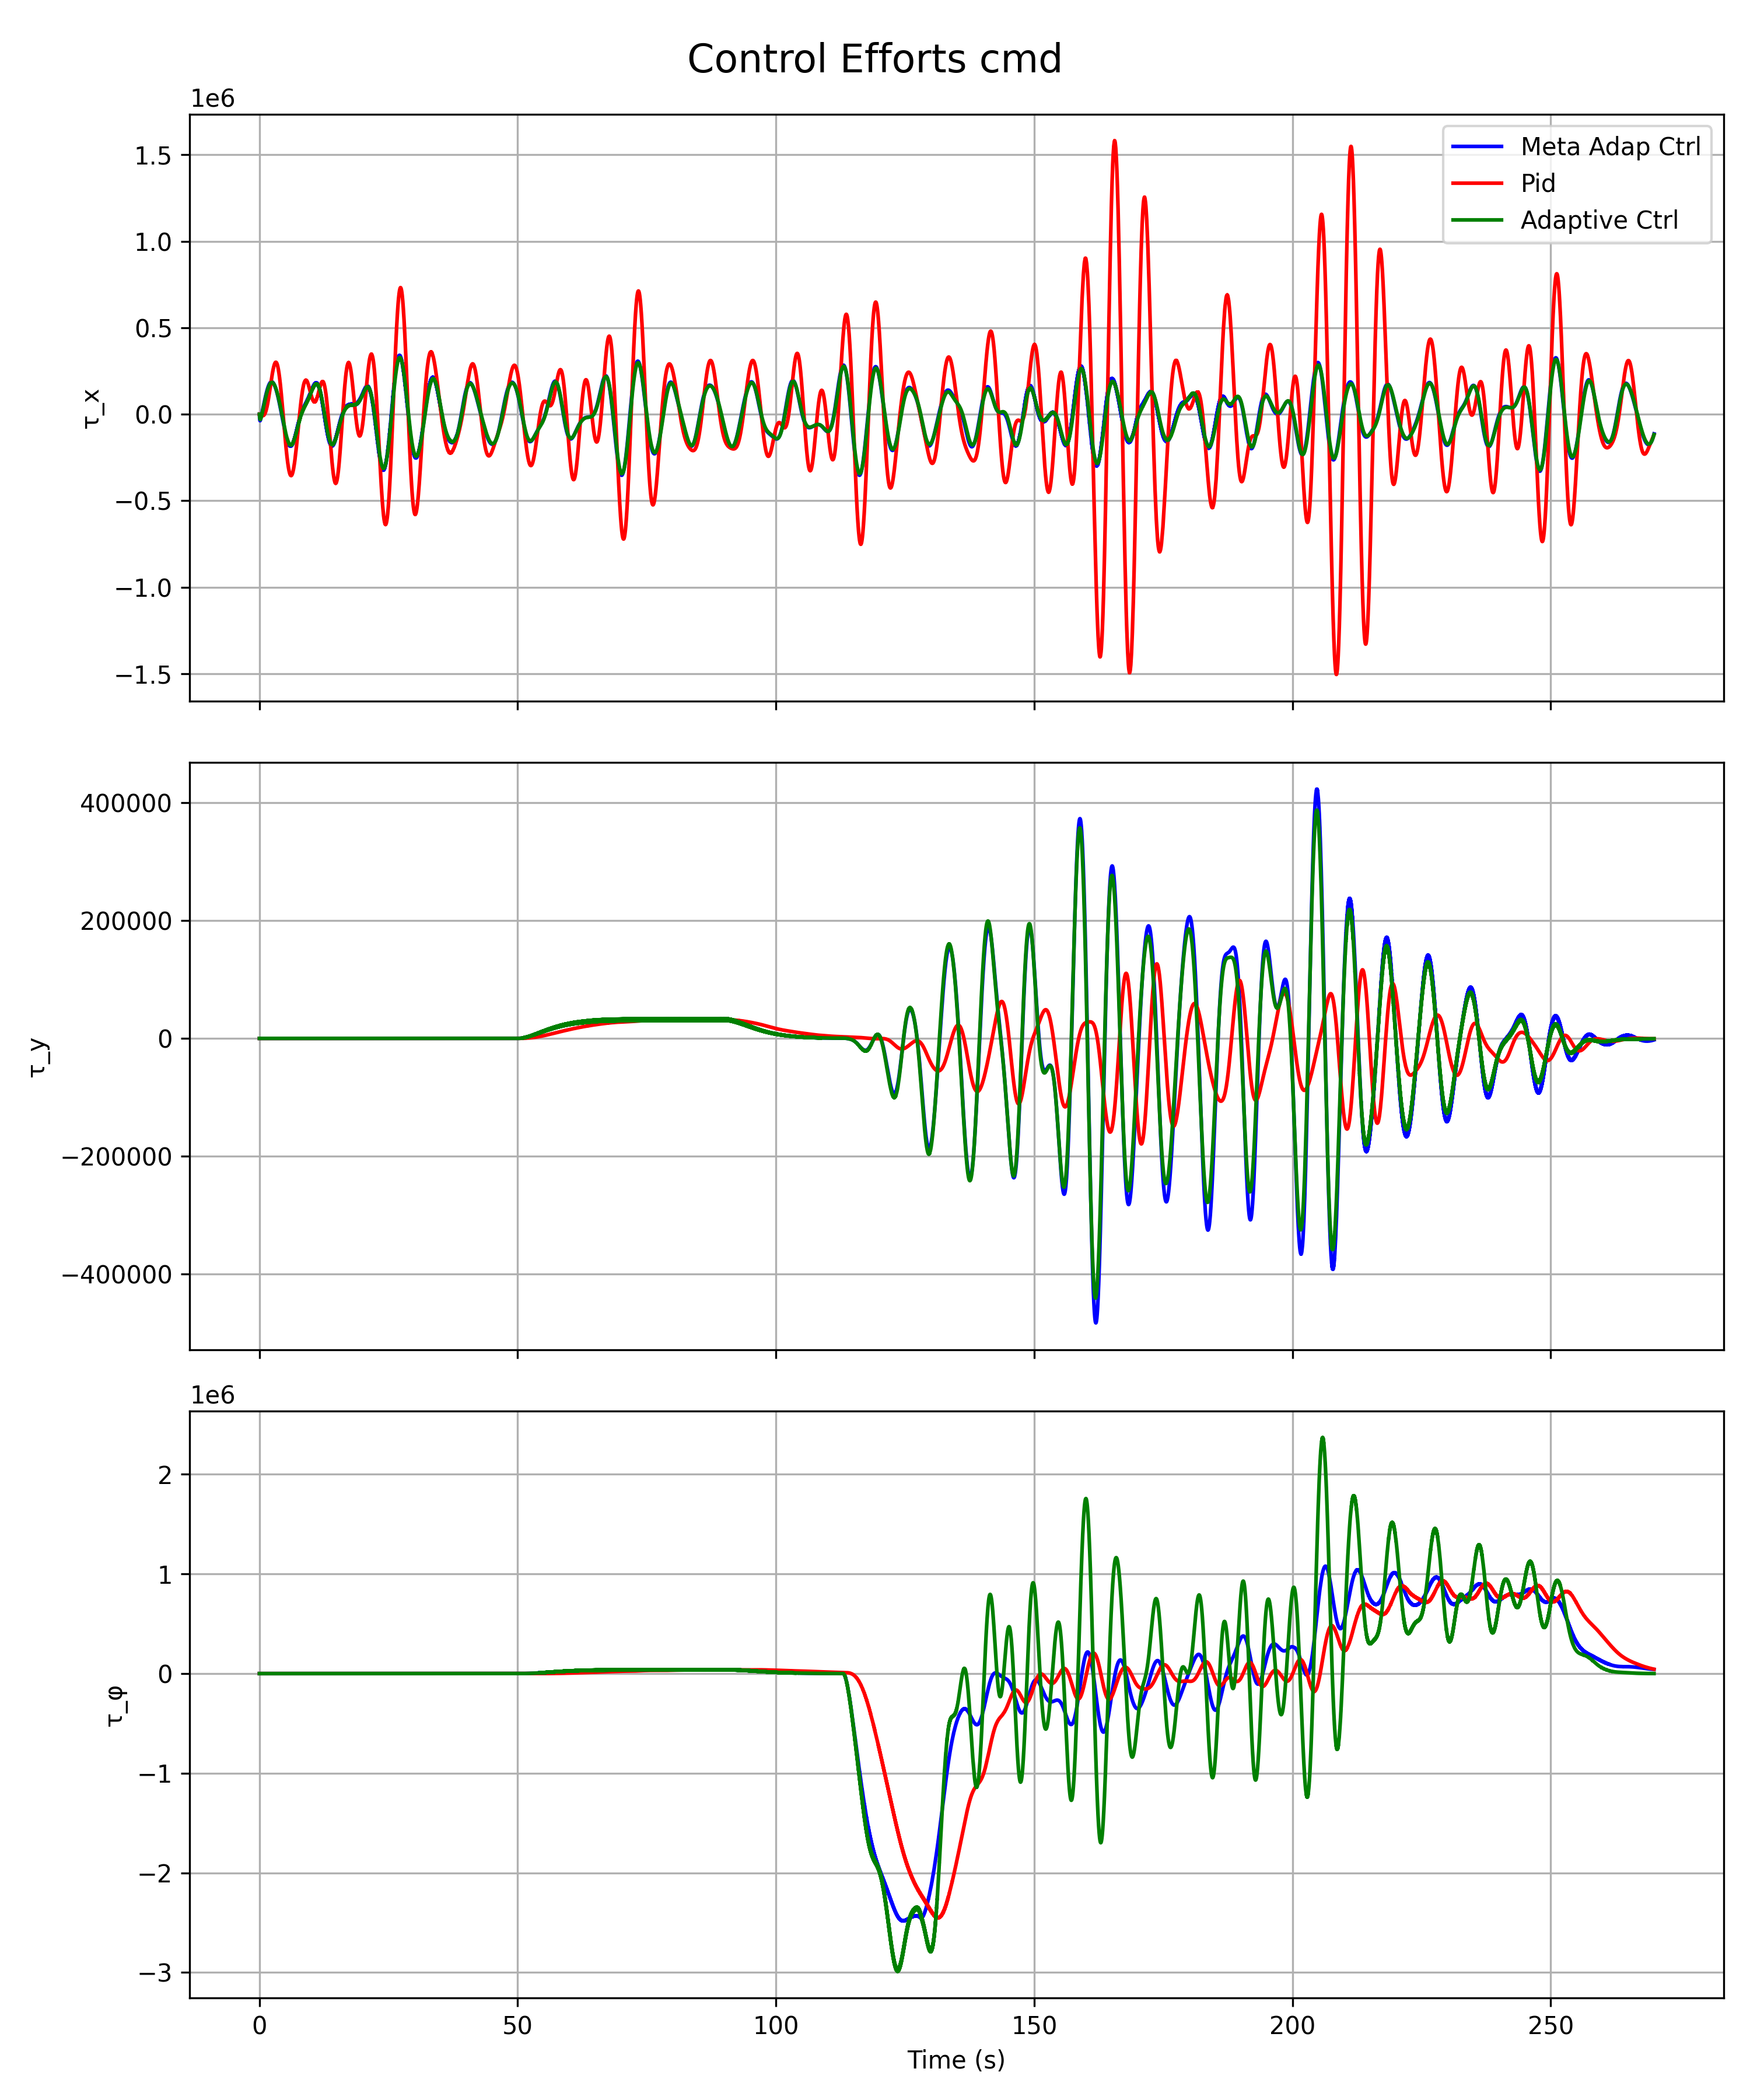 Control Efforts cmd
1e6
Meta Adap Ctrl
Pid
Adaptive Ctrl
1.5
1.0
0.5
0.0
−0.5
−1.0
−1.5
τ_x
400000
200000
0
−200000
−400000
τ_y
1e6
2
1
0
−1
−2
−3
τ_φ
0 50 100 150 200 250
Time (s)